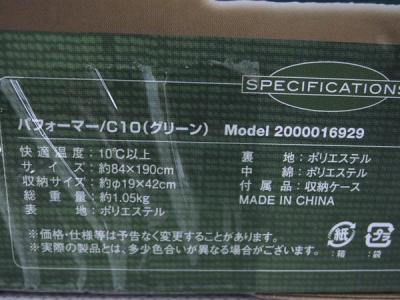 SPECIFICATIONS
パフォーマー/C10(グリーン) Model 2000016929
快適温度:10℃以上
サイズ:約84×190cm
収納サイズ:約φ19×42cm
総重量:約1.05kg
表地:ポリエステル
裏地:ポリエステル
中綿:ポリエステル
付属品:収納ケース
MADE IN CHINA
※価格・仕様等は予告なく変更することがあります。
※実際の製品とは、多少色合いが異なる場合がございます。
紙
:箱
プラ
:袋